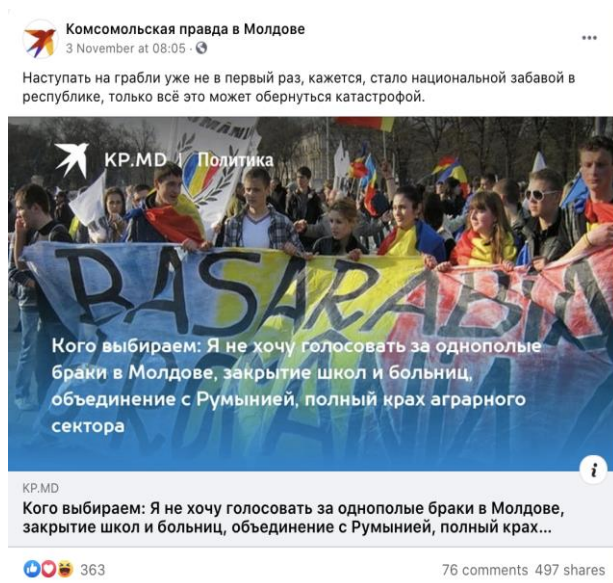 Комсомольская правда в Молдове
3 November at 08:05
Наступать на грабли уже не в первый раз, кажется, стало национальной забавой в
республике, только всё это может обернуться катастрофой.
KP.MD | Политика
BASARABIA
ROMÂNIA
Кого выбираем: Я не хочу голосовать за однополые
браки в Молдове, закрытие школ и больниц,
объединение с Румынией, полный крах аграрного
сектора
KP.MD
Кого выбираем: Я не хочу голосовать за однополые браки в Молдове,
закрытие школ и больниц, объединение с Румынией, полный крах...
363
76 comments 497 shares